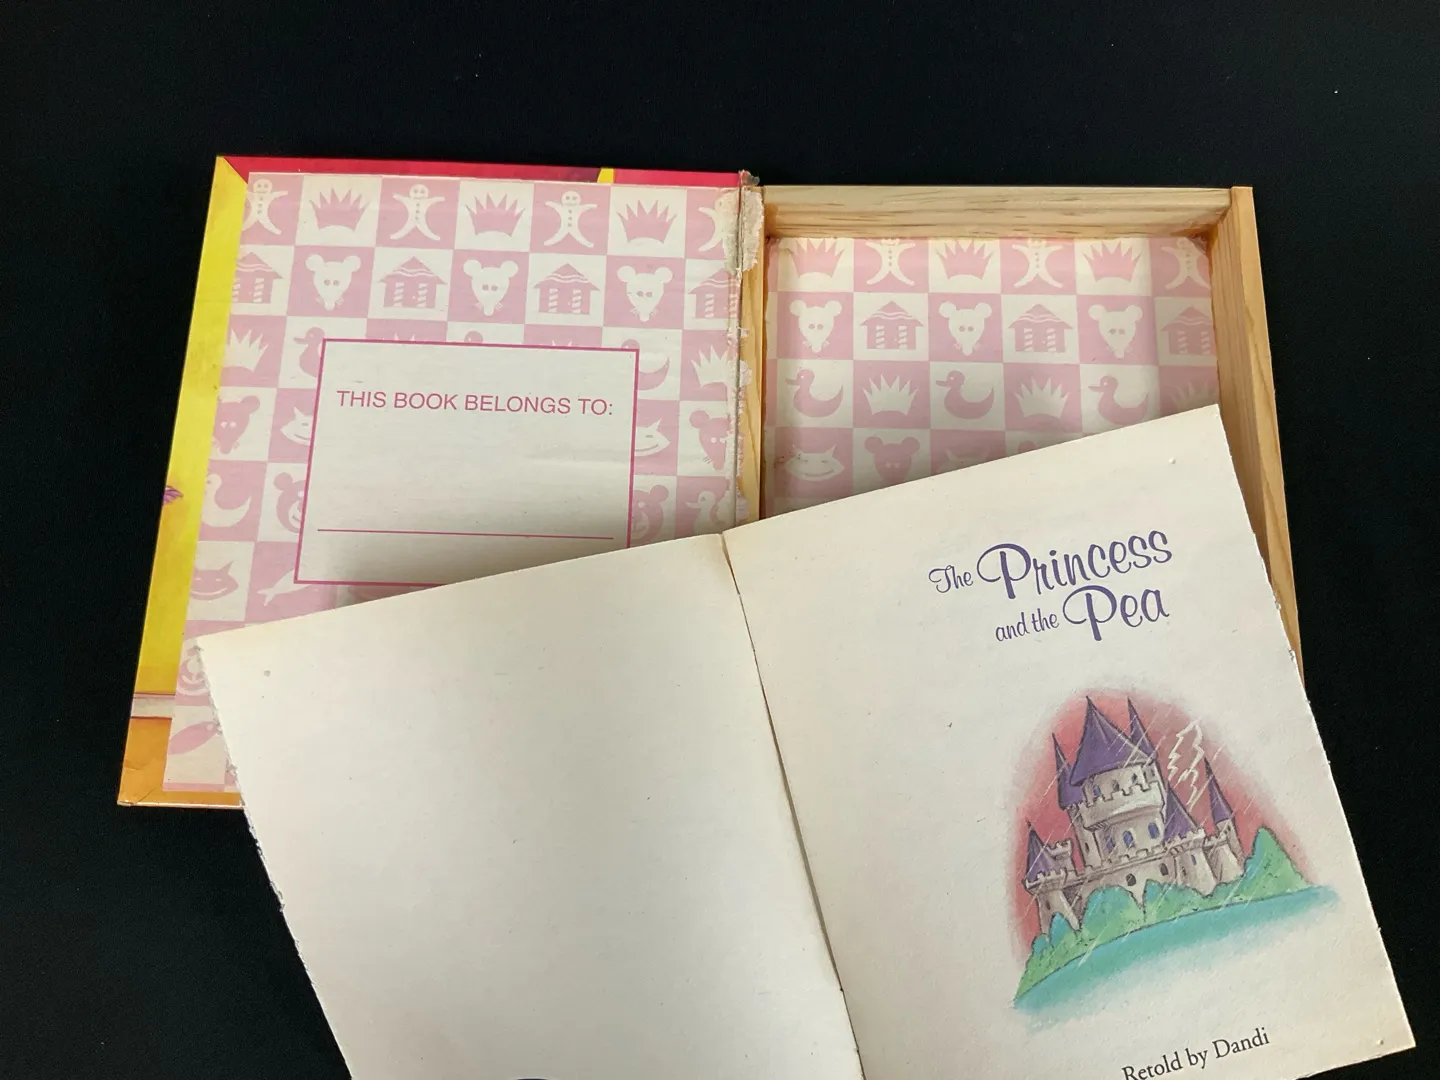 THIS BOOK BELONGS TO:
The Princess
and the Pea
Retold by Dandi